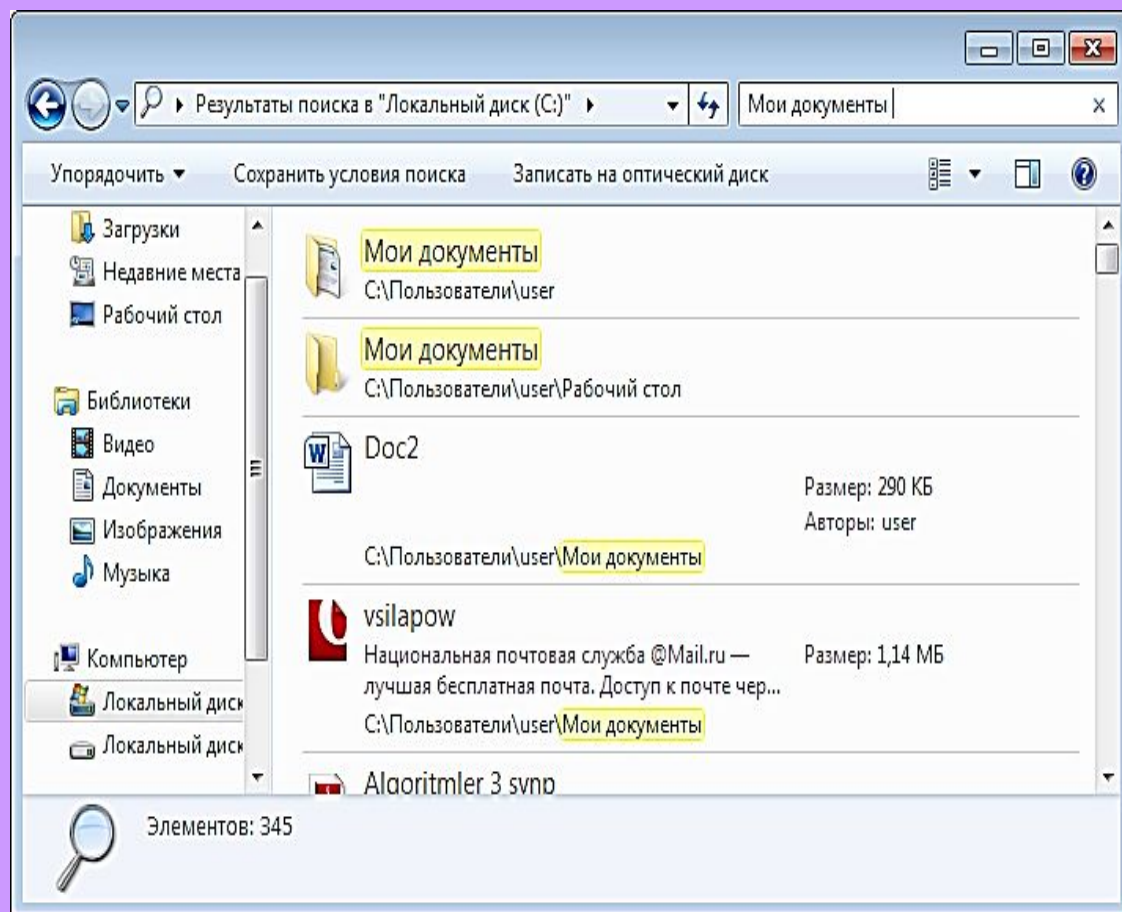 Результаты поиска в "Локальный диск (C:)"
Мои документы
Упорядочить
Сохранить условия поиска
Записать на оптический диск
Загрузки
Недавние места
Рабочий стол
Библиотеки
Видео
Документы
Изображения
Музыка
Компьютер
Локальный диск
Локальный диск
Мои документы
C:\Пользователи\user
Мои документы
C:\Пользователи\user\Рабочий стол
Doc2
Размер: 290 КБ
Авторы: user
C:\Пользователи\user\Мои документы
vsilapow
Национальная почтовая служба @Mail.ru —
лучшая бесплатная почта. Доступ к почте чер...
Размер: 1,14 МБ
C:\Пользователи\user\Мои документы
Algoritmler 3 synp
Элементов: 345